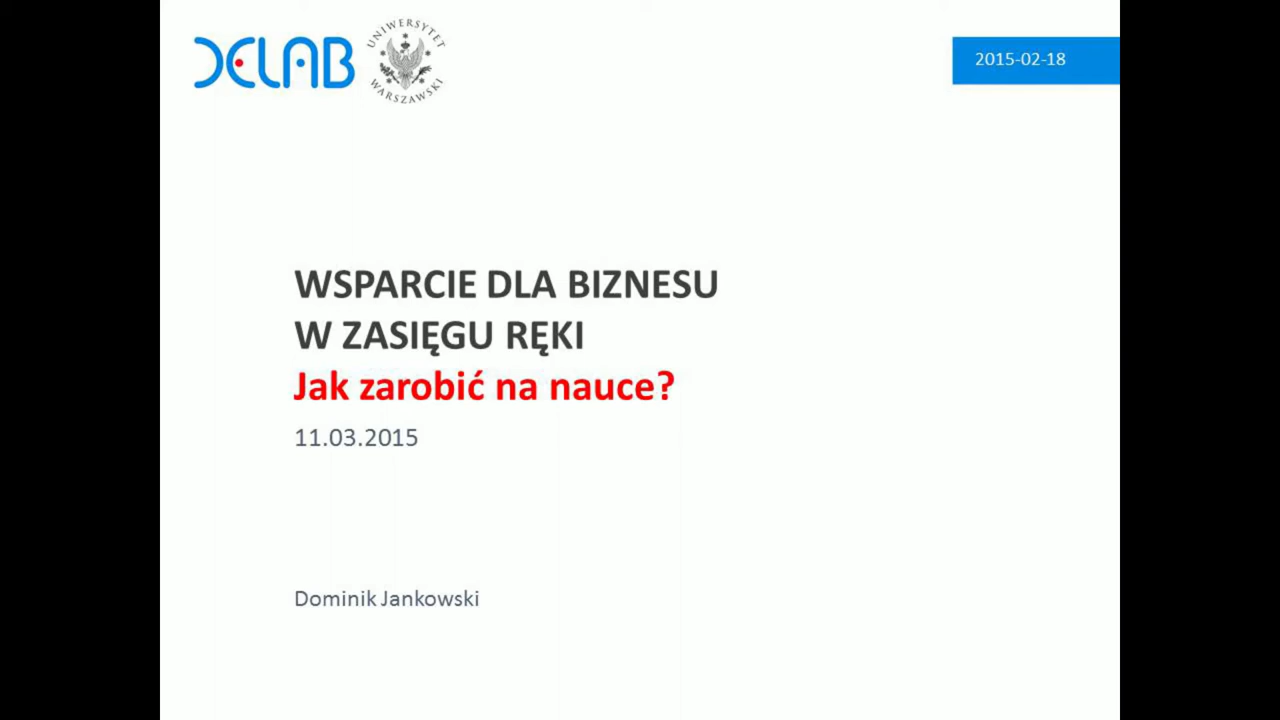 DELAB
UNIWERSYTET
WARSZAWSKI
2015-02-18
WSPARCIE DLA BIZNESU
W ZASIĘGU RĘKI
Jak zarobić na nauce?
11.03.2015
Dominik Jankowski